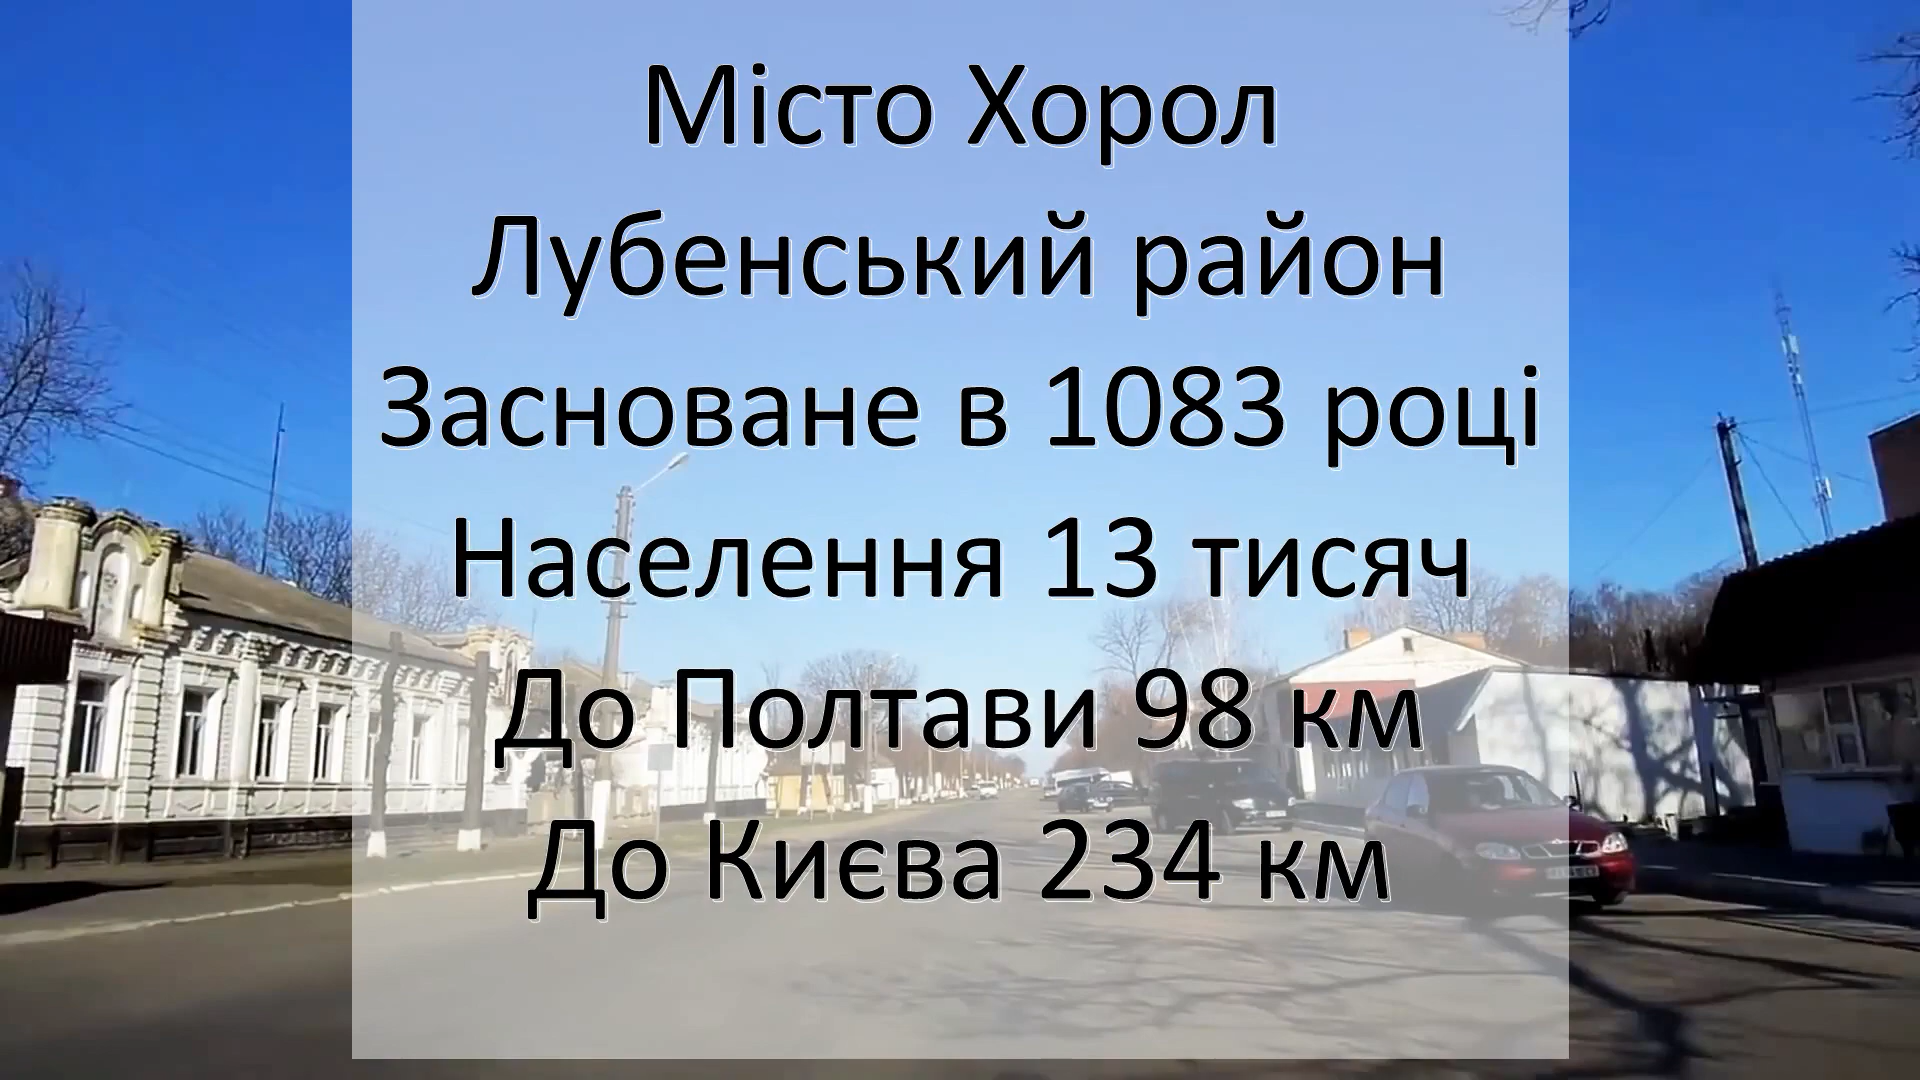 Місто Хорол
Лубенський район
Засноване в 1083 році
Населення 13 тисяч
До Полтави 98 км
До Києва 234 км